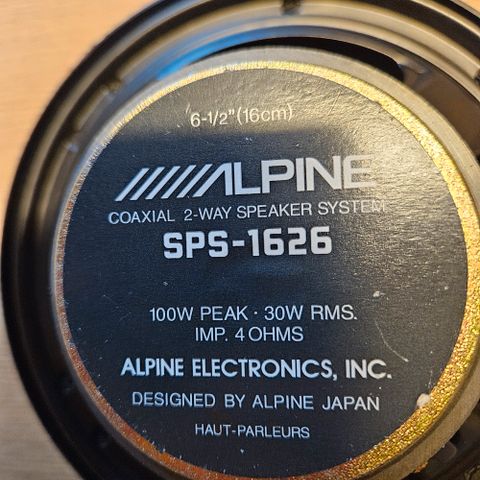 6-1/2"(16cm)
ALPINE
COAXIAL 2-WAY SPEAKER SYSTEM
SPS-1626
100W PEAK · 30W RMS.
IMP. 4 OHMS
ALPINE ELECTRONICS, INC.
DESIGNED BY ALPINE JAPAN
HAUT-PARLEURS